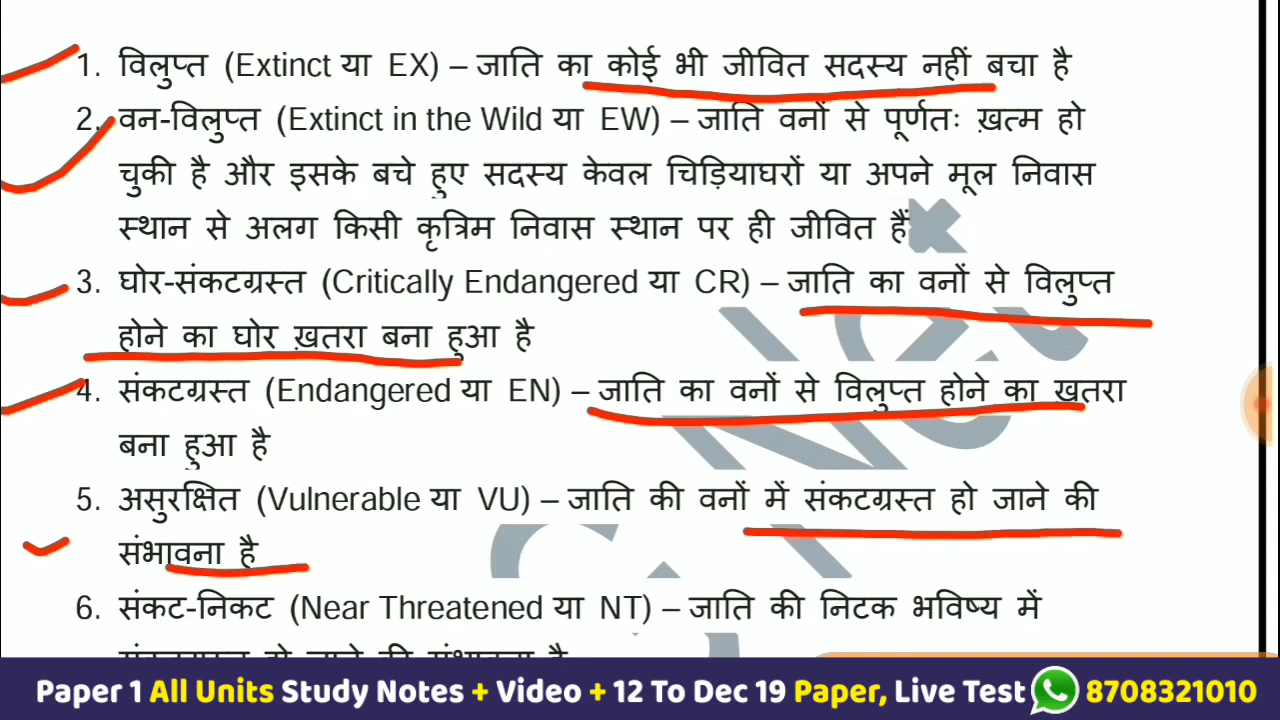 1. विलुप्त (Extinct या EX) – जाति का कोई भी जीवित सदस्य नहीं बचा है
2. वन-विलुप्त (Extinct in the Wild या EW) – जाति वनों से पूर्णतः ख़त्म हो
चुकी है और इसके बचे हुए सदस्य केवल चिड़ियाघरों या अपने मूल निवास
स्थान से अलग किसी कृत्रिम निवास स्थान पर ही जीवित हैं
3. घोर-संकटग्रस्त (Critically Endangered या CR) – जाति का वनों से विलुप्त
होने का घोर ख़तरा बना हुआ है
4. संकटग्रस्त (Endangered या EN) – जाति का वनों से विलुप्त होने का ख़तरा
बना हुआ है
5. असुरक्षित (Vulnerable या VU) – जाति की वनों में संकटग्रस्त हो जाने की
संभावना है
6. संकट-निकट (Near Threatened या NT) – जाति की निटक भविष्य में
संकटग्रस्त हो जाने की संभावना है
Paper 1 All Units Study Notes + Video + 12 To Dec 19 Paper, Live Test 8708321010